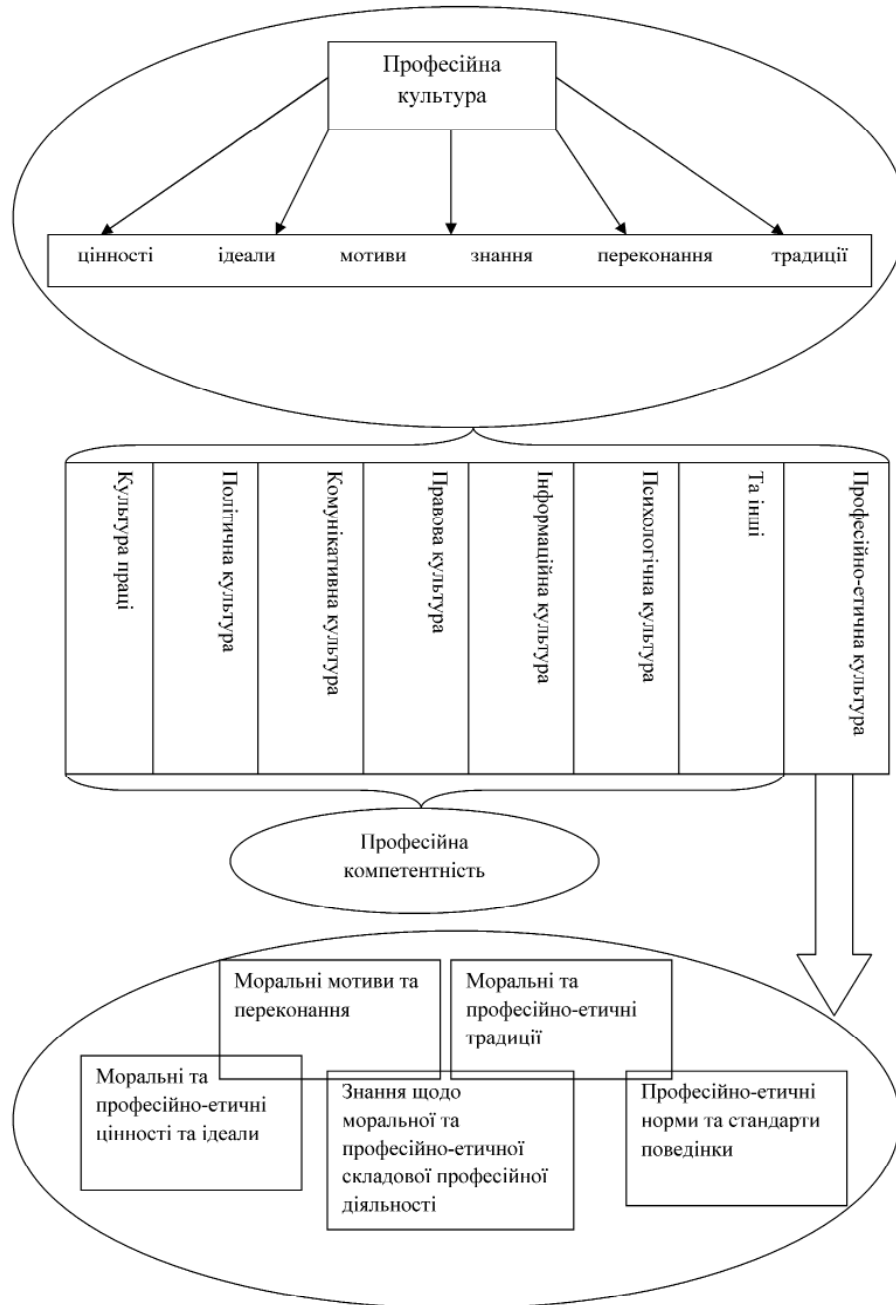 Професійна
культура
цінності ідеали мотиви знання переконання традиції
Культура праці
Політична культура
Комунікативна культура
Правова культура
Інформаційна культура
Психологічна культура
Та інші
Професійно-етична культура
Професійна
компетентність
Моральні мотиви та
переконання
Моральні та
професійно-етичні
традиції
Моральні та
професійно-етичні
цінності та ідеали
Знання щодо
моральної та
професійно-етичної
складової професійної
діяльності
Професійно-етичні
норми та стандарти
поведінки